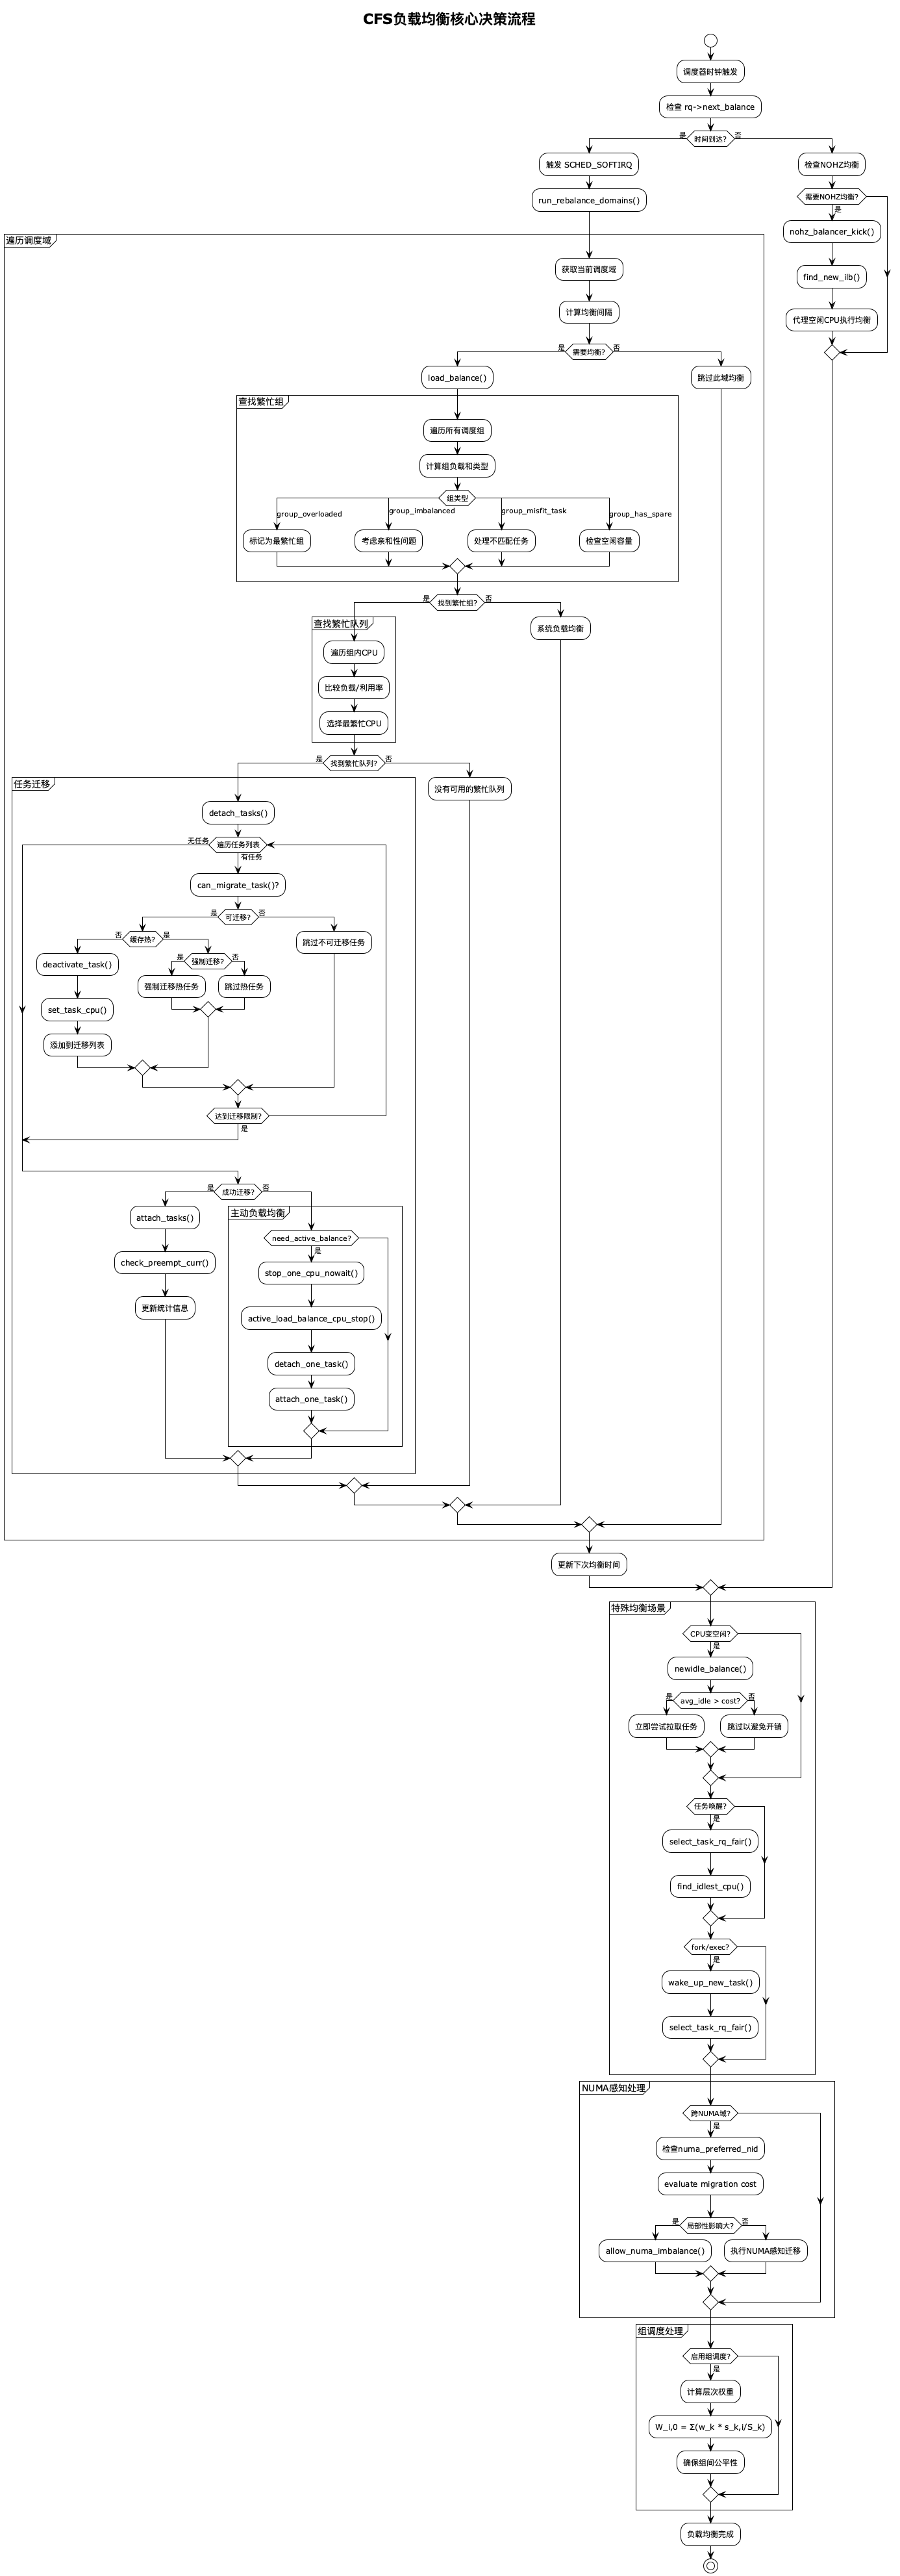 CFS负载均衡核心决策流程
调度器时钟触发
检查 rq->next_balance
时间到达?
是
否
触发 SCHED_SOFTIRQ
run_rebalance_domains()
检查NOHZ均衡
需要NOHZ均衡?
是
nohz_balancer_kick()
find_new_ilb()
代理空闲CPU执行均衡
遍历调度域
获取当前调度域
计算均衡间隔
需要均衡?
是
否
load_balance()
跳过此域均衡
查找繁忙组
遍历所有调度组
计算组负载和类型
组类型
group_overloaded
group_imbalanced
group_misfit_task
group_has_spare
标记为最繁忙组
考虑亲和性问题
处理不匹配任务
检查空闲容量
找到繁忙组?
是
否
查找繁忙队列
遍历组内CPU
比较负载/利用率
选择最繁忙CPU
系统负载均衡
找到繁忙队列?
是
否
没有可用的繁忙队列
任务迁移
detach_tasks()
遍历任务列表
无任务
有任务
can_migrate_task()?
可迁移?
是
否
缓存热?
否
是
deactivate_task()
set_task_cpu()
添加到迁移列表
强制迁移?
是
否
强制迁移热任务
跳过热任务
跳过不可迁移任务
达到迁移限制?
是
成功迁移?
是
否
attach_tasks()
check_preempt_curr()
更新统计信息
主动负载均衡
need_active_balance?
是
stop_one_cpu_nowait()
active_load_balance_cpu_stop()
detach_one_task()
attach_one_task()
更新下次均衡时间
特殊均衡场景
CPU变空闲?
是
newidle_balance()
avg_idle > cost?
是
否
立即尝试拉取任务
跳过以避免开销
任务唤醒?
是
select_task_rq_fair()
find_idlest_cpu()
fork/exec?
是
wake_up_new_task()
select_task_rq_fair()
NUMA感知处理
跨NUMA域?
是
检查numa_preferred_nid
evaluate migration cost
局部性影响大?
是
否
allow_numa_imbalance()
执行NUMA感知迁移
组调度处理
启用组调度?
是
计算层次权重
W_i,0 = Σ(w_k * s_k,i/S_k)
确保组间公平性
负载均衡完成